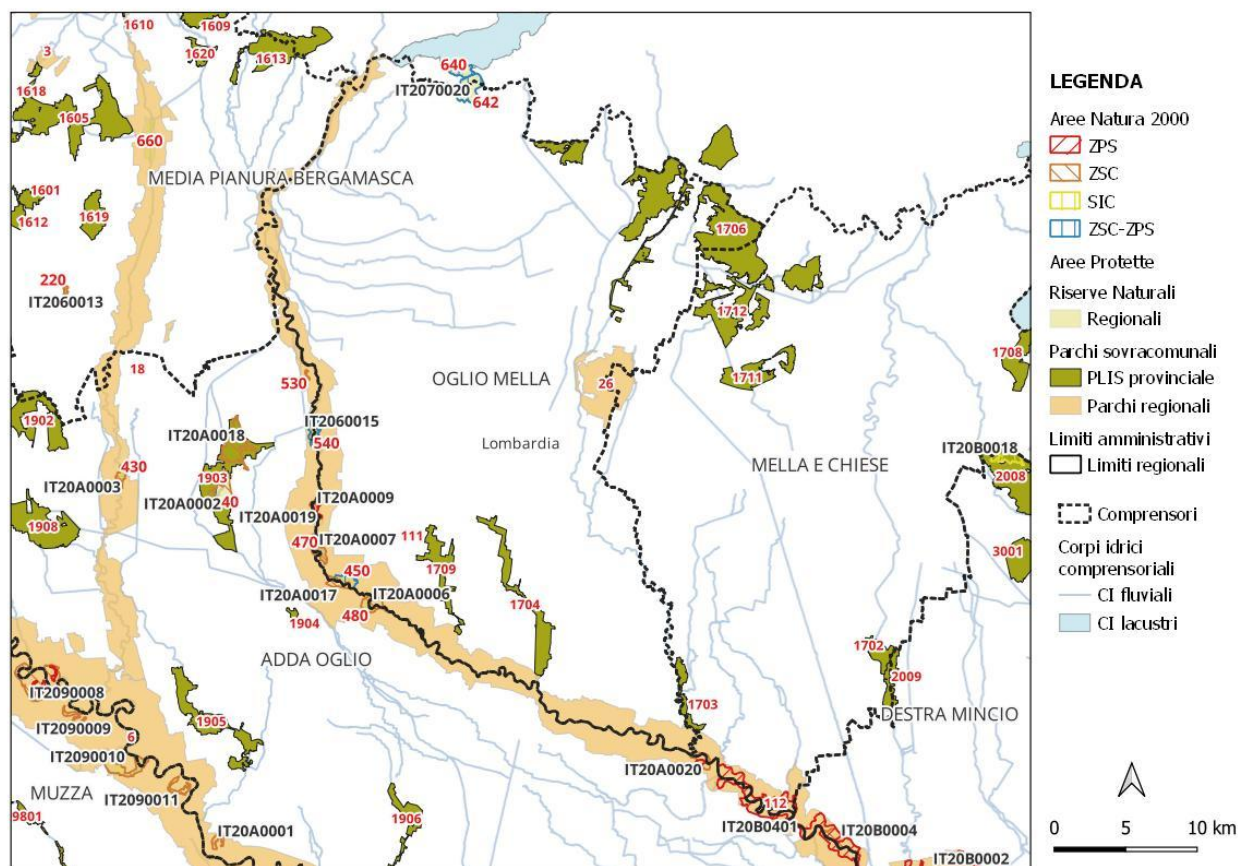 1610
1609
1620
1613
3
1618
1605
640
IT2070020
642
660
MEDIA PIANURA BERGAMASCA
1601
1612
1619
1706
220
IT2060013
1712
18
530
OGLIO MELLA
26
1711
1708
1902
IT20A0018
IT2060015
540
Lombardia
MELLA E CHIESE
IT20B0018
2008
430
IT20A0003
1903
IT20A0002
40
IT20A0009
IT20A0019
1908
470
IT20A0007
111
3001
450
1709
IT20A0017
IT20A0006
480
1704
1904
ADDA OGLIO
1702
2009
IT2090008
IT2090009
1905
1703
DESTRA MINCIO
6
IT2090010
IT20A0020
MUZZA
IT2090011
112
9801
IT20A0001
1906
IT20B0401
IT20B0004
IT20B0002
LEGENDA
Aree Natura 2000
ZPS
ZSC
SIC
ZSC-ZPS
Aree Protette
Riserve Naturali
Regionali
Parchi sovracomunali
PLIS provinciale
Parchi regionali
Limiti amministrativi
Limiti regionali
Comprensori
Corpi idrici
comprensoriali
CI fluviali
CI lacustri
0 5 10 km